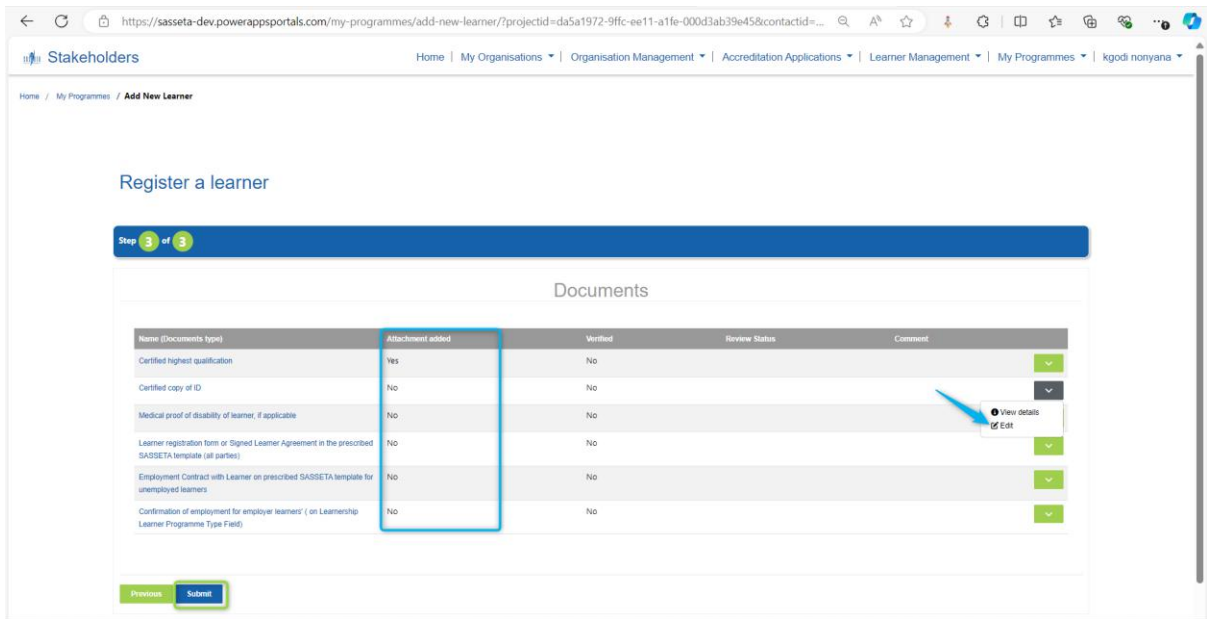 https://sasseta-dev.powerappsportals.com/my-programmes/add-new-learner/?projectid=da5a1972-9ffc-ee11-a1fe-000d3ab39e45&contactid=...
Stakeholders
Home | My Organisations | Organisation Management | Accreditation Applications | Learner Management | My Programmes | kgodi nonyana
Home / My Programmes / Add New Learner
Register a learner
Step 3 of 3
Documents
Name (Documents type) Attachment added Verified Review Status Comment
Certified highest qualification Yes No
Certified copy of ID No No
View details
Medical proof of disability of learner, if applicable No No
Edit
Learner registration form or Signed Learner Agreement in the prescribed No No
SASSETA template (all parties)
Employment Contract with Learner on prescribed SASSETA template for No No
unemployed learners
Confirmation of employment for employer learners' ( on Learnership No No
Learner Programme Type Field)
Previous Submit